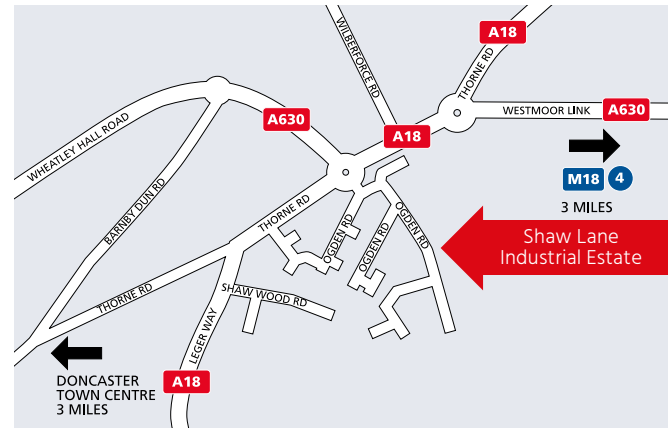 A18
THORNE RD
WILBERFORCE RD
WESTMOOR LINK
A630
A630
A18
WHEATLEY HALL ROAD
M18 4
3 MILES
BARNBY DUN RD
THORNE RD
OGDEN RD
OGDEN RD
OGDEN RD
Shaw Lane
Industrial Estate
THORNE RD
SHAW WOOD RD
LEGER WAY
A18
DONCASTER
TOWN CENTRE
3 MILES